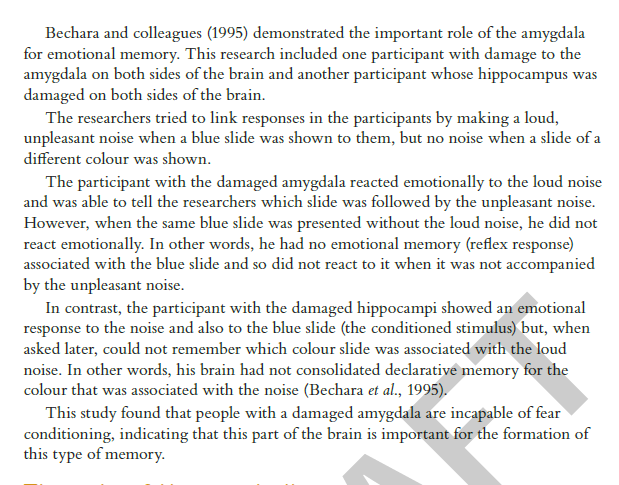 Bechara and colleagues (1995) demonstrated the important role of the amygdala
for emotional memory. This research included one participant with damage to the
amygdala on both sides of the brain and another participant whose hippocampus was
damaged on both sides of the brain.
The researchers tried to link responses in the participants by making a loud,
unpleasant noise when a blue slide was shown to them, but no noise when a slide of a
different colour was shown.
The participant with the damaged amygdala reacted emotionally to the loud noise
and was able to tell the researchers which slide was followed by the unpleasant noise.
However, when the same blue slide was presented without the loud noise, he did not
react emotionally. In other words, he had no emotional memory (reflex response)
associated with the blue slide and so did not react to it when it was not accompanied
by the unpleasant noise.
In contrast, the participant with the damaged hippocampi showed an emotional
response to the noise and also to the blue slide (the conditioned stimulus) but, when
asked later, could not remember which colour slide was associated with the loud
noise. In other words, his brain had not consolidated declarative memory for the
colour that was associated with the noise (Bechara et al., 1995).
This study found that people with a damaged amygdala are incapable of fear
conditioning, indicating that this part of the brain is important for the formation of
this type of memory.